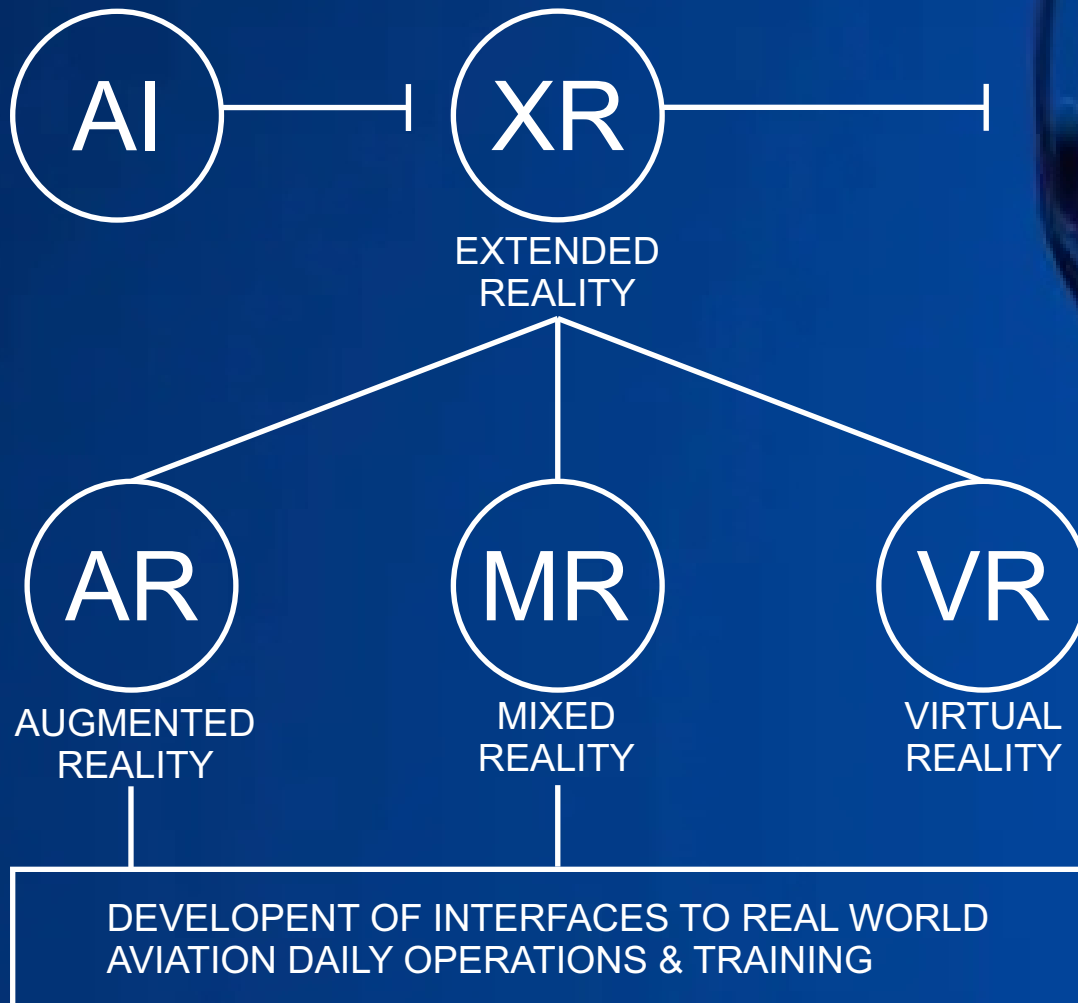 AI
XR
EXTENDED
REALITY
AR
MR
VR
AUGMENTED
REALITY
MIXED
REALITY
VIRTUAL
REALITY
DEVELOPENT OF INTERFACES TO REAL WORLD
AVIATION DAILY OPERATIONS & TRAINING